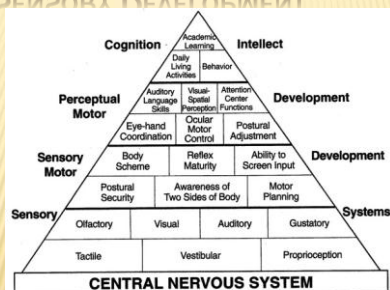 SENSORY DEVELOPMENT
Academic
Learning
Cognition Intellect
Daily
Living
Activities
Behavior
Auditory
Language
Skills
Visual-
Spatial
Perception
Attention
Center
Functions
Perceptual
Motor
Development
Eye-hand
Coordination
Ocular
Motor
Control
Postural
Adjustment
Sensory
Motor
Development
Body
Scheme
Reflex
Maturity
Ability to
Screen Input
Postural
Security
Awareness of
Two Sides of Body
Motor
Planning
Sensory Systems
Olfactory Visual Auditory Gustatory
Tactile Vestibular Proprioception
CENTRAL NERVOUS SYSTEM